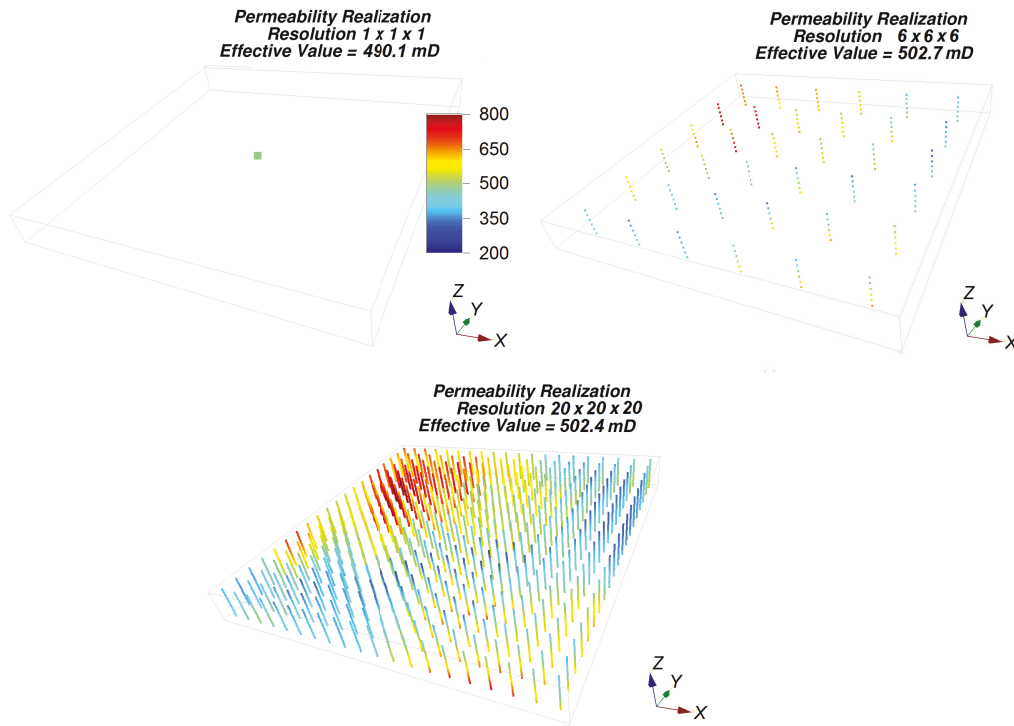 Permeability Realization
Resolution 1 x 1 x 1
Effective Value = 490.1 mD
800
650
500
350
200
Z
Y
X
Permeability Realization
Resolution 6 x 6 x 6
Effective Value = 502.7 mD
Z
Y
X
Permeability Realization
Resolution 20 x 20 x 20
Effective Value = 502.4 mD
Z
Y
X